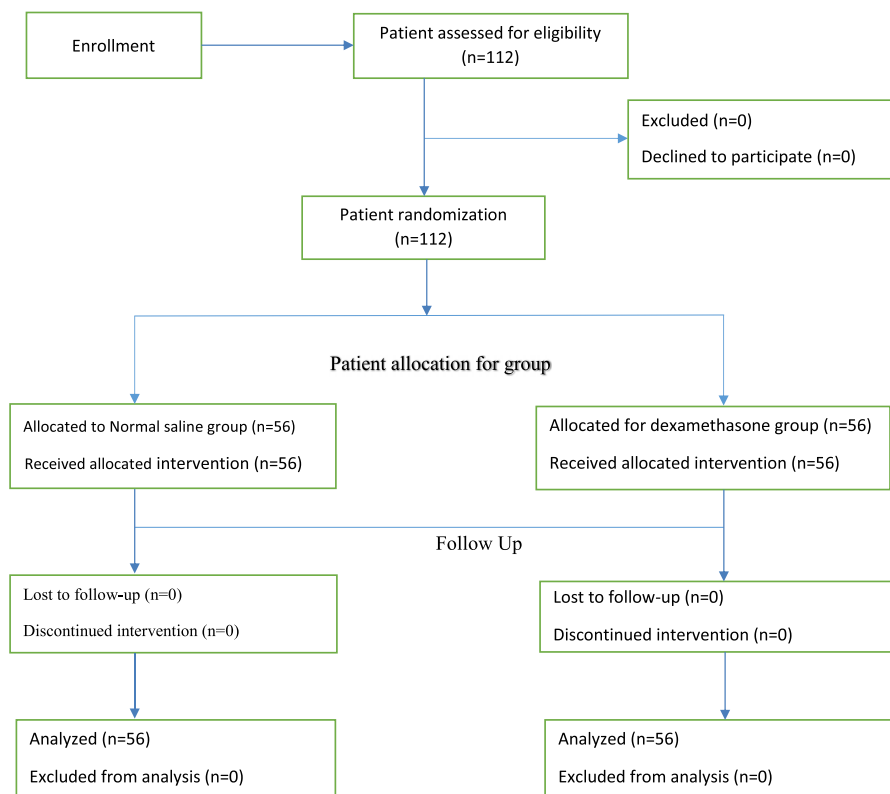 Enrollment
Patient assessed for eligibility
(n=112)
Excluded (n=0)
Declined to participate (n=0)
Patient randomization
(n=112)
Patient allocation for group
Allocated to Normal saline group (n=56)
Received allocated intervention (n=56)
Allocated for dexamethasone group (n=56)
Received allocated intervention (n=56)
Follow Up
Lost to follow-up (n=0)
Discontinued intervention (n=0)
Lost to follow-up (n=0)
Discontinued intervention (n=0)
Analyzed (n=56)
Excluded from analysis (n=0)
Analyzed (n=56)
Excluded from analysis (n=0)